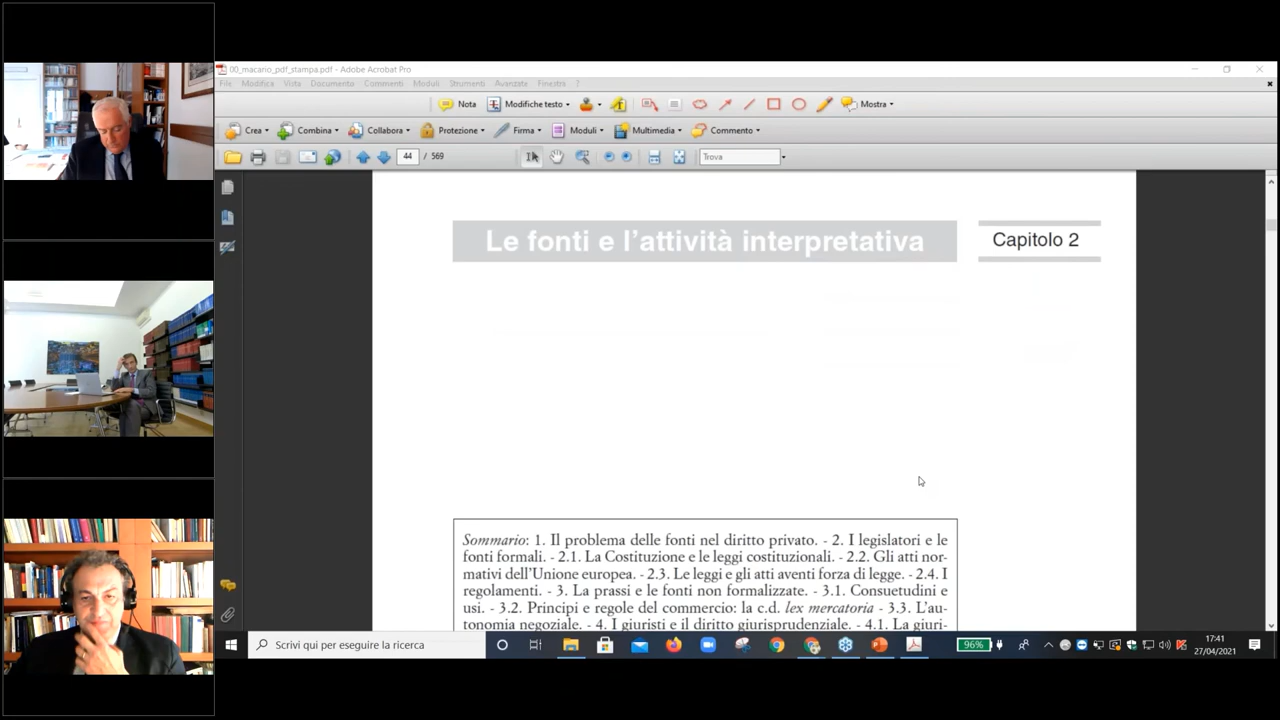 00_macario_pdf_stampa.pdf - Adobe Acrobat Pro
File Modifica Vista Documenta Commenti Moduli Strumenti Avanzate Finestra ?
Nota Modifiche testo Mostra
Crea Combina Collabora Protezione Firma Moduli Multimedia Commento
44 / 569 Trova
Le fonti e l'attività interpretativa
Capitolo 2
Sommario: 1. Il problema delle fonti nel diritto privato. - 2. I legislatori e le
fonti formali. - 2.1. La Costituzione e le leggi costituzionali. - 2.2. Gli atti nor-
mativi dell'Unione europea. - 2.3. Le leggi e gli atti aventi forza di legge. - 2.4. I
regolamenti. - 3. La prassi e le fonti non formalizzate. - 3.1. Consuetudini e
usi. - 3.2. Principi e regole del commercio: la c.d. lex mercatoria - 3.3. L'au-
tonomia negoziale. - 4. I giuristi e il diritto giurisprudenziale. - 4.1. La giuri-
Scrivi qui per eseguire la ricerca
96%
17:41
27/04/2021